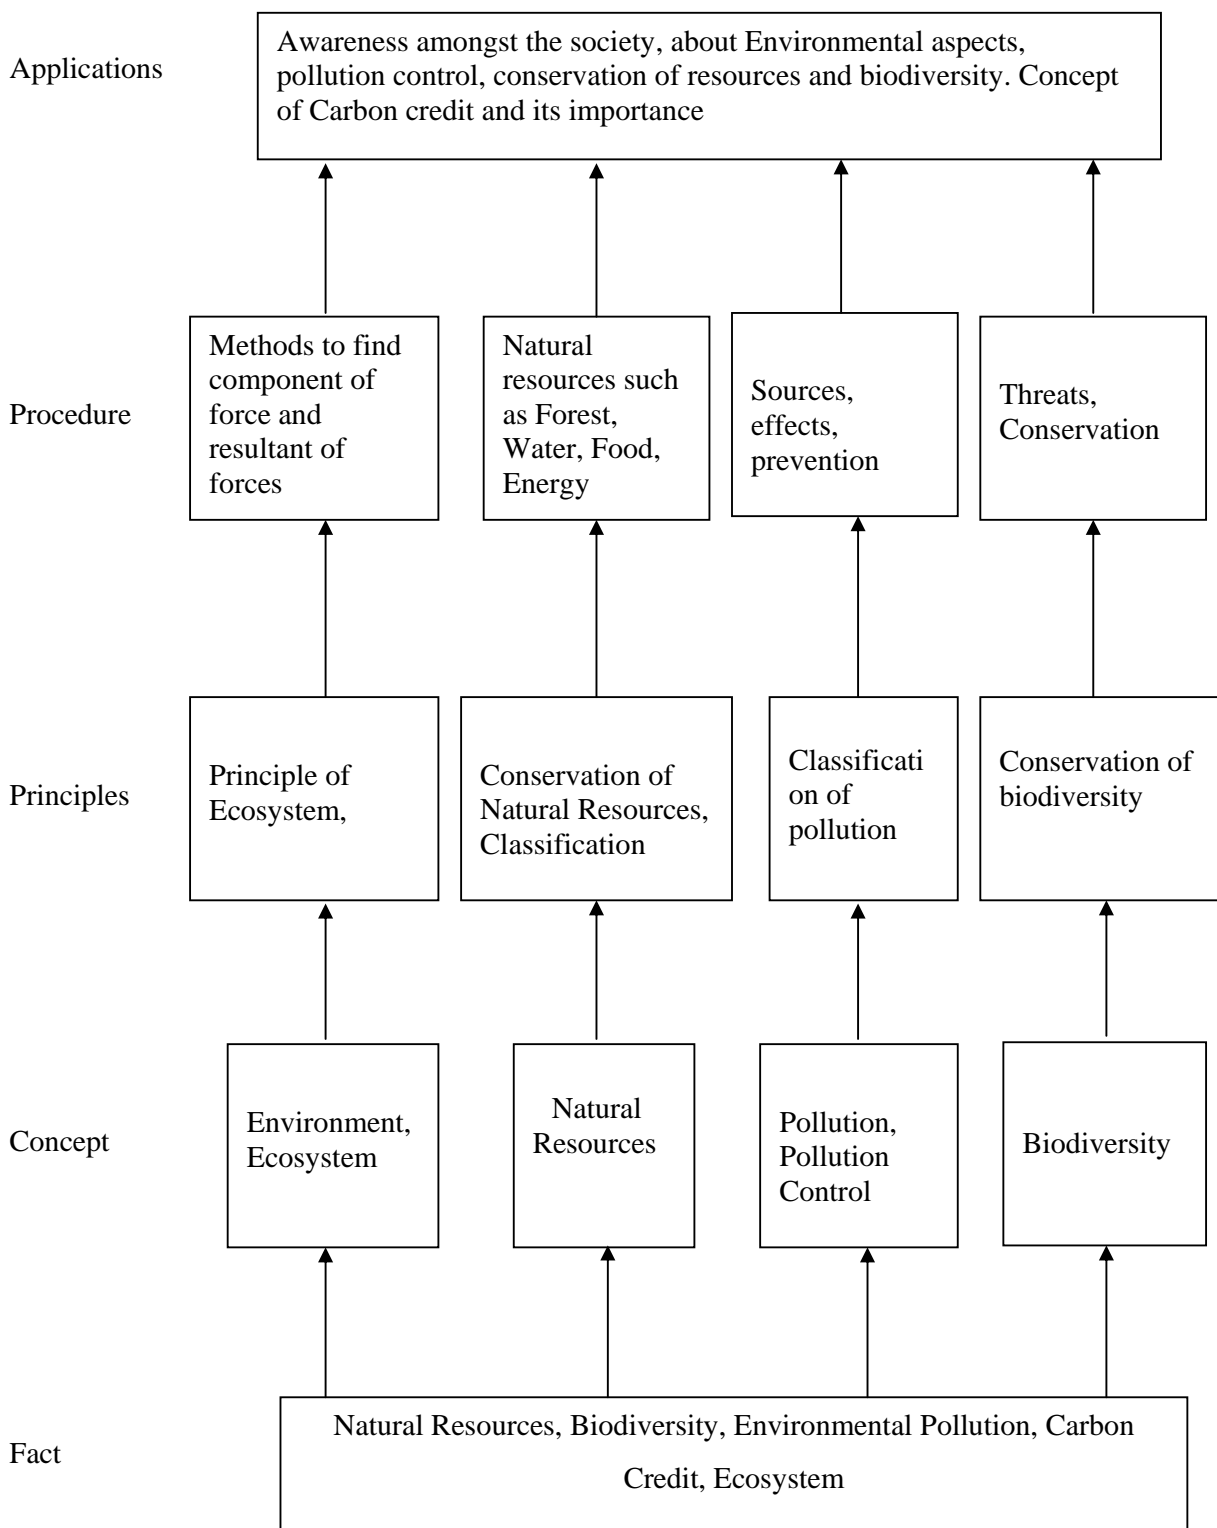 Applications
Awareness amongst the society, about Environmental aspects,
pollution control, conservation of resources and biodiversity. Concept
of Carbon credit and its importance
Procedure
Methods to find
component of
force and
resultant of
forces
Natural
resources such
as Forest,
Water, Food,
Energy
Sources,
effects,
prevention
Threats,
Conservation
Principles
Principle of
Ecosystem,
Conservation of
Natural Resources,
Classification
Classificati
on of
pollution
Conservation of
biodiversity
Concept
Environment,
Ecosystem
Natural
Resources
Pollution,
Pollution
Control
Biodiversity
Fact
Natural Resources, Biodiversity, Environmental Pollution, Carbon
Credit, Ecosystem